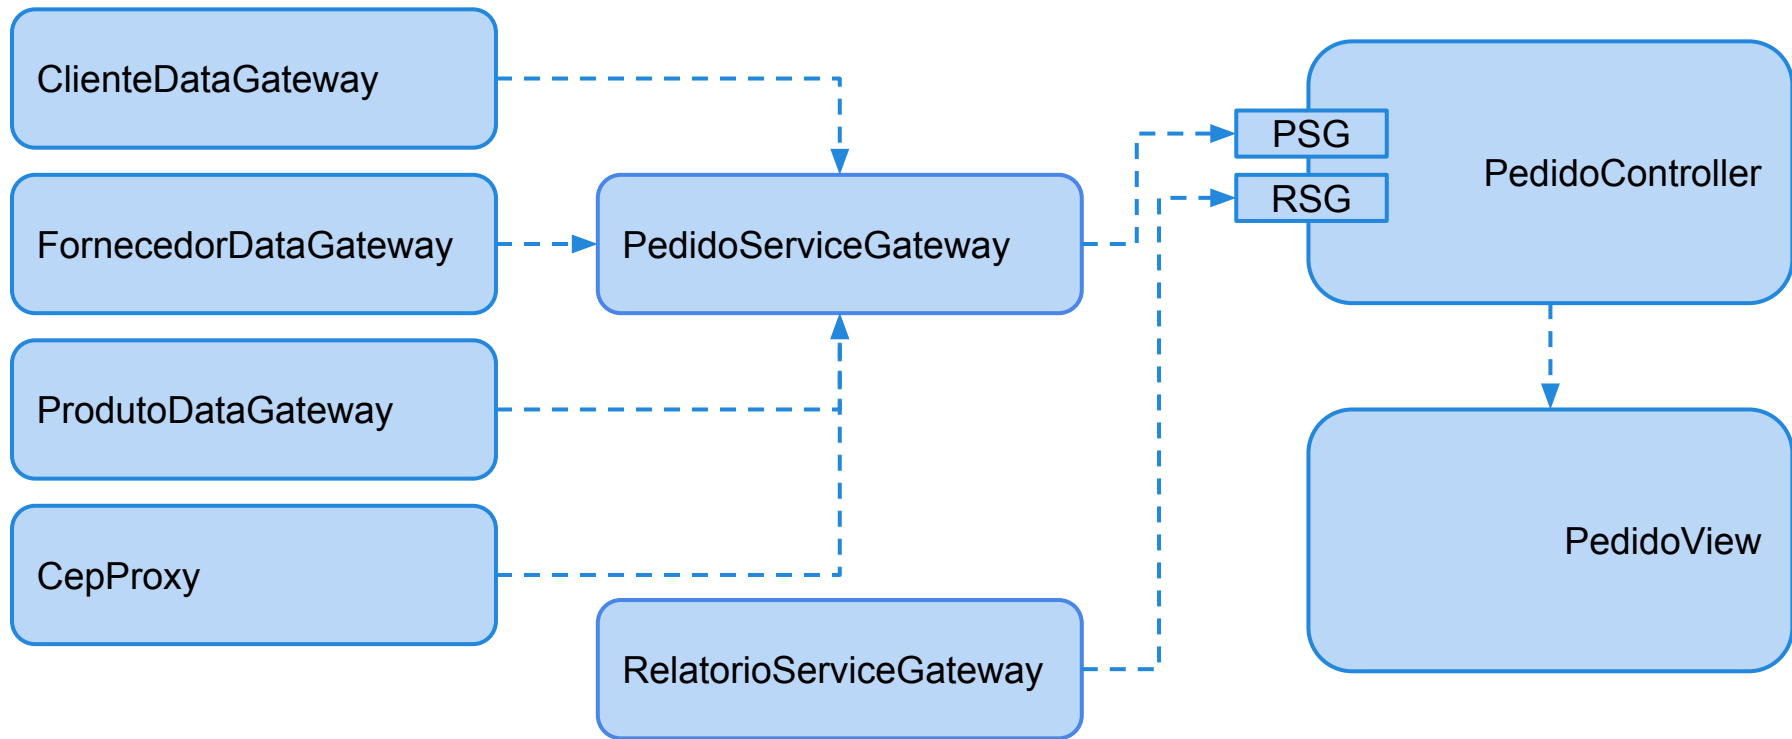 ClienteDataGateway
FornecedorDataGateway
ProdutoDataGateway
CepProxy
PedidoServiceGateway
RelatorioServiceGateway
PSG
RSG
PedidoController
PedidoView